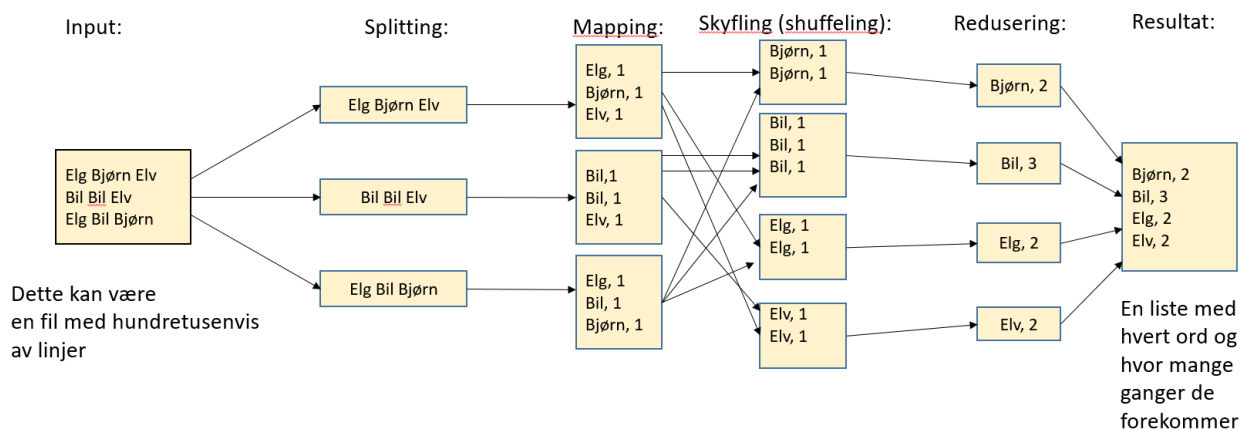 Input:
Splitting:
Mapping:
Skyfling (shuffeling):
Redusering:
Resultat:
Elg Bjørn Elv
Bil Bil Elv
Elg Bil Bjørn
Dette kan være
en fil med hundretusenvis
av linjer
Elg Bjørn Elv
Bil Bil Elv
Elg Bil Bjørn
Elg, 1
Bjørn, 1
Elv, 1
Bil,1
Bil, 1
Elv, 1
Elg, 1
Bil, 1
Bjørn, 1
Bjørn, 1
Bjørn, 1
Bil, 1
Bil, 1
Bil, 1
Elg, 1
Elg, 1
Elv, 1
Elv, 1
Bjørn, 2
Bil, 3
Elg, 2
Elv, 2
Bjørn, 2
Bil, 3
Elg, 2
Elv, 2
En liste med
hvert ord og
hvor mange
ganger de
forekommer